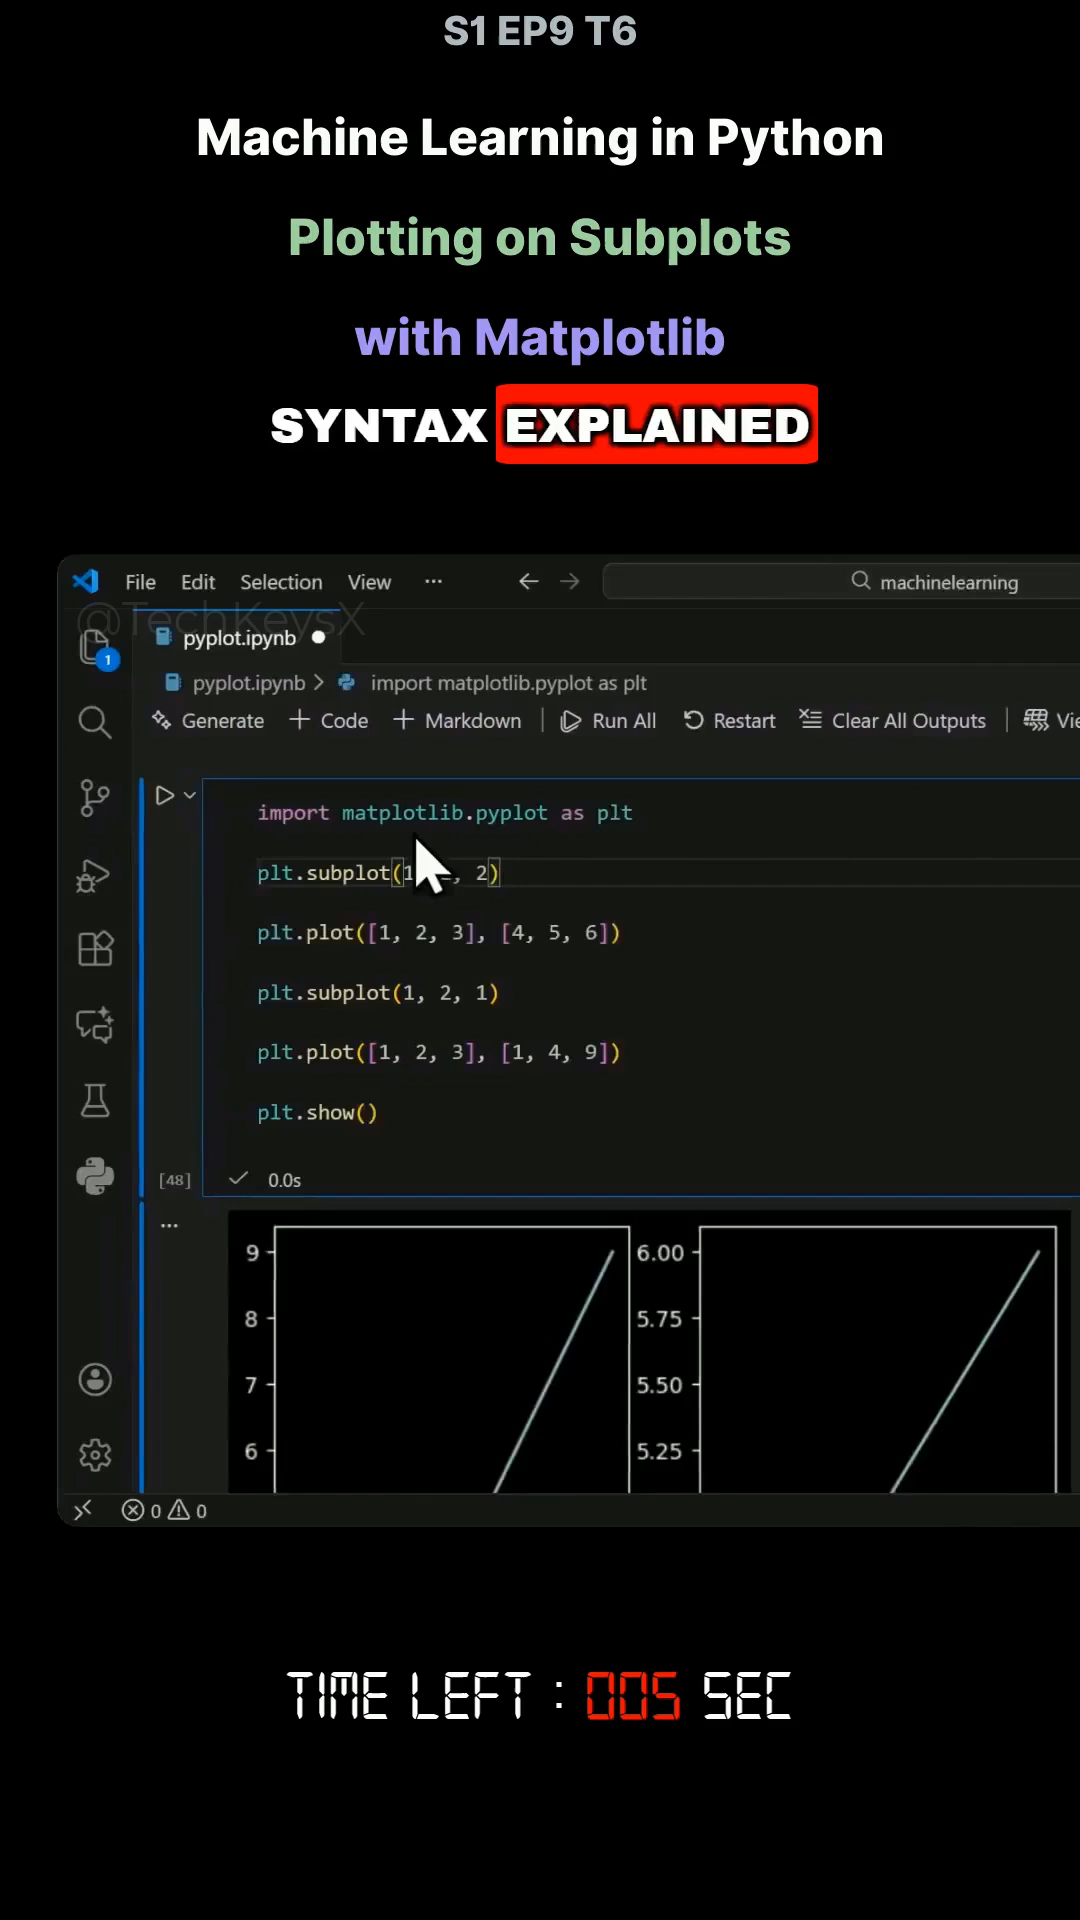 S1 EP9 T6
Machine Learning in Python
Plotting on Subplots
with Matplotlib
SYNTAX EXPLAINED
File Edit Selection View ··· machinelearning
@TechKeysX
pyplot.ipynb
1
pyplot.ipynb > import matplotlib.pyplot as plt
Generate + Code + Markdown | Run All Restart Clear All Outputs |
import matplotlib.pyplot as plt
plt.subplot(1, 2)
plt.plot([1, 2, 3], [4, 5, 6])
plt.subplot(1, 2, 1)
plt.plot([1, 2, 3], [1, 4, 9])
plt.show()
[48] 0.0s
...
9 6.00
8 5.75
7 5.50
6 5.25
0 0
TIME LEFT : 005 SEC